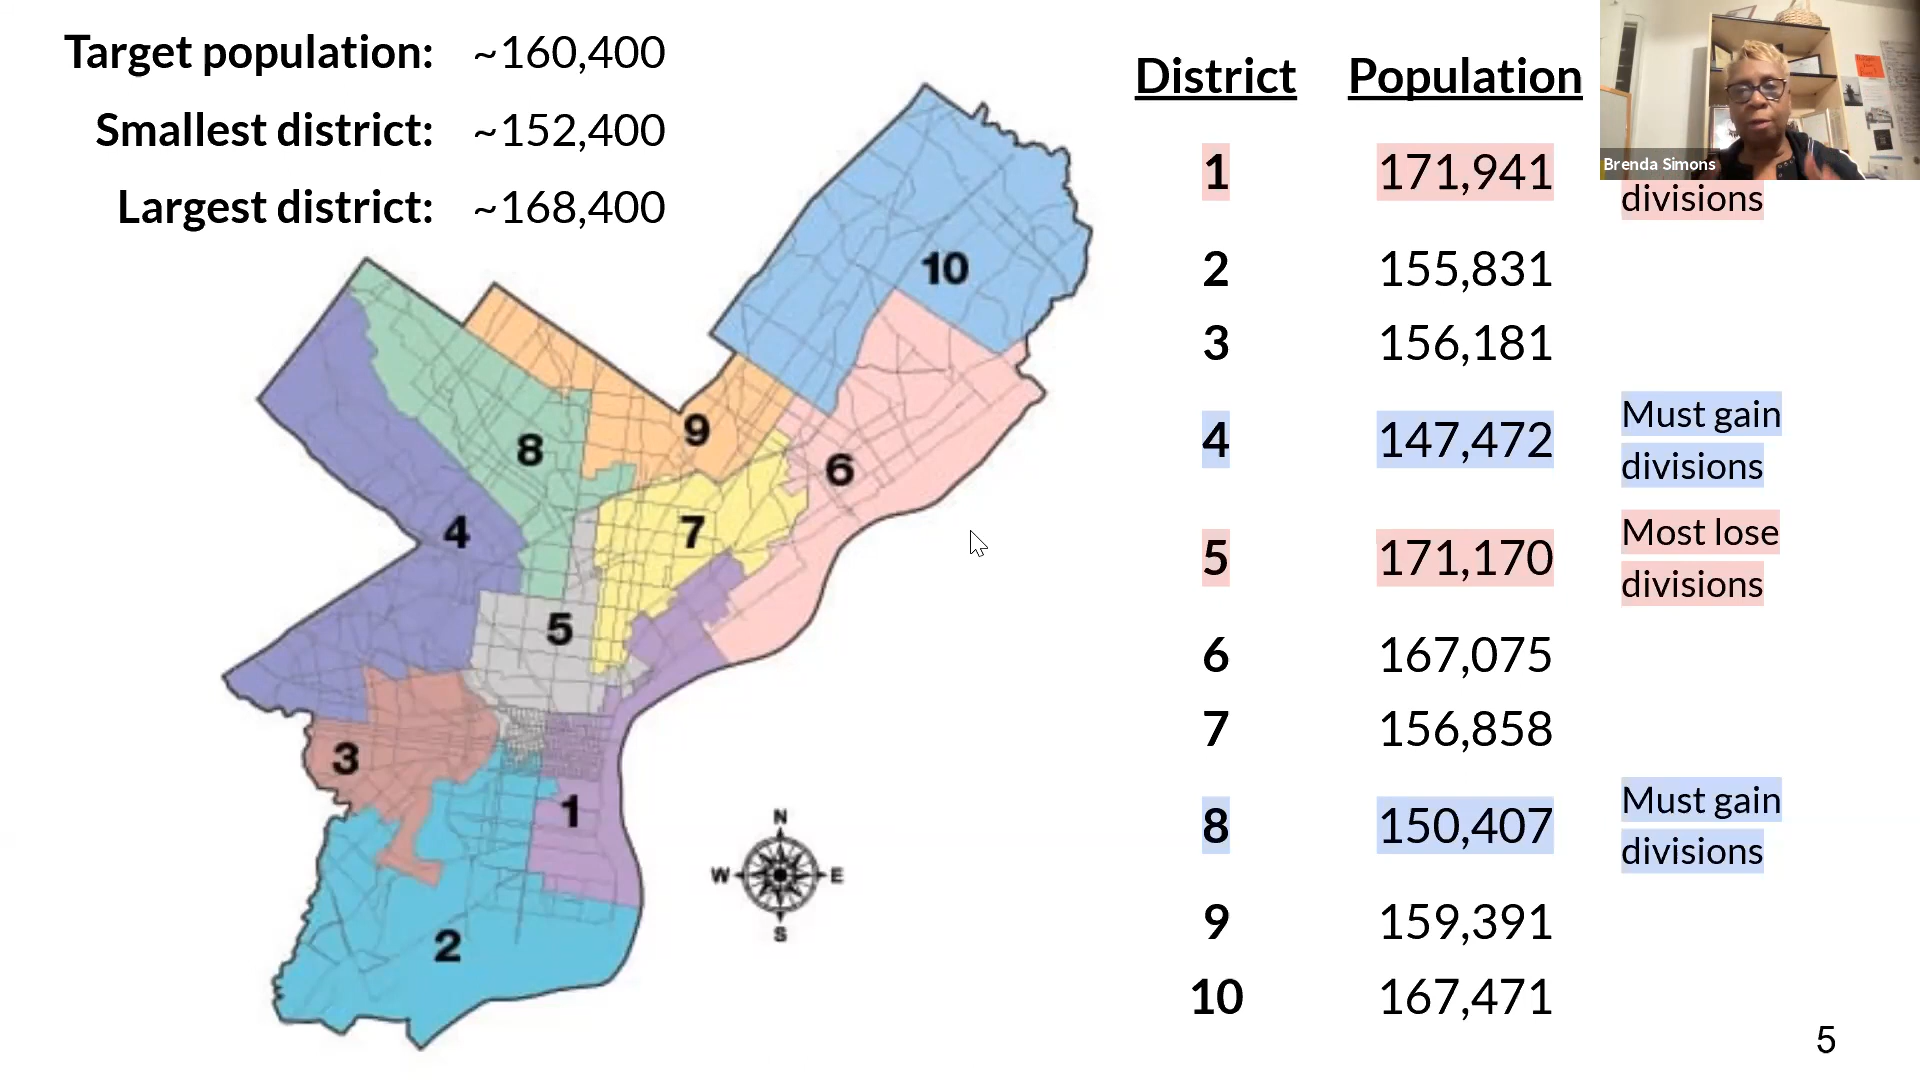 Target population: ~160,400
Smallest district: ~152,400
Largest district: ~168,400
District Population
Brenda Simons
1 171,941
divisions
2 155,831
3 156,181
4 147,472 Must gain
divisions
5 171,170 Most lose
divisions
6 167,075
7 156,858
8 150,407 Must gain
divisions
9 159,391
10 167,471
10
9
8
6
7
4
5
3
1
2
N
W E
S
5